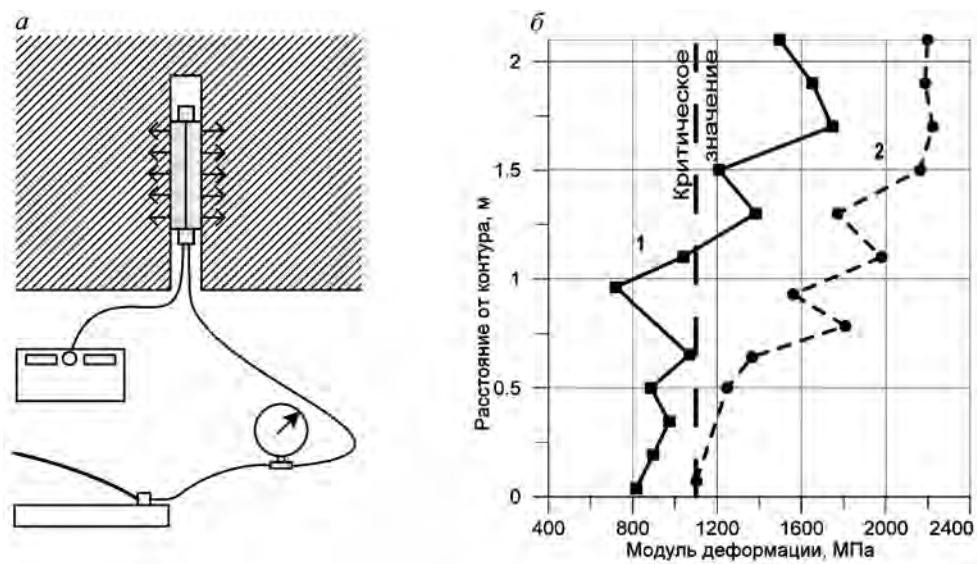 а
б
2
1.5
1
0.5
0
Расстояние от контура, м
Критическое
значение
1
2
400 800 1200 1600 2000 2400
Модуль деформации, МПа